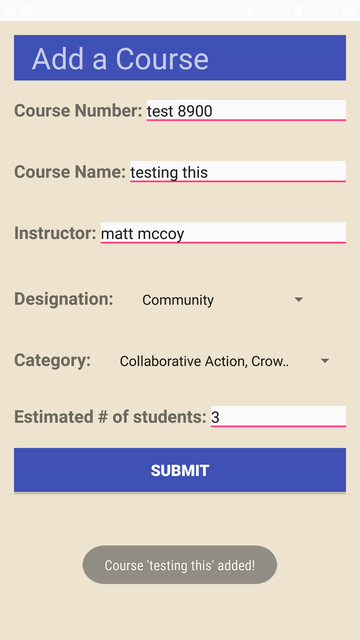 Add a Course
Course Number: test 8900
Course Name: testing this
Instructor: matt mccoy
Designation: Community
Category: Collaborative Action, Crow..
Estimated # of students: 3
SUBMIT
Course 'testing this' added!